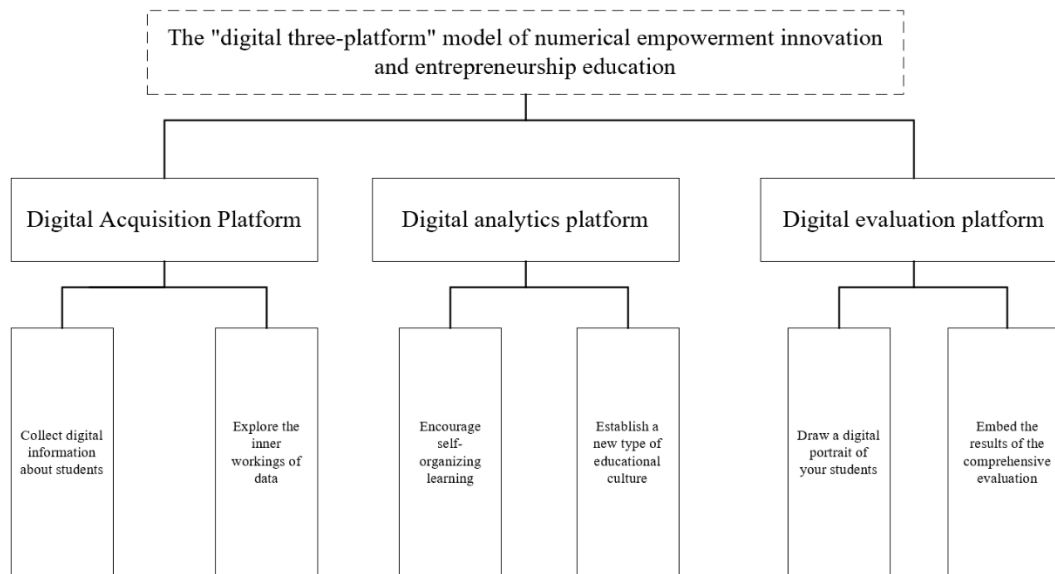 The "digital three-platform" model of numerical empowerment innovation
and entrepreneurship education
Digital Acquisition Platform
Digital analytics platform
Digital evaluation platform
Collect digital
information
about students
Explore the
inner
workings of
data
Encourage
self-
organizing
learning
Establish a
new type of
educational
culture
Draw a digital
portrait of
your students
Embed the
results of the
comprehensive
evaluation